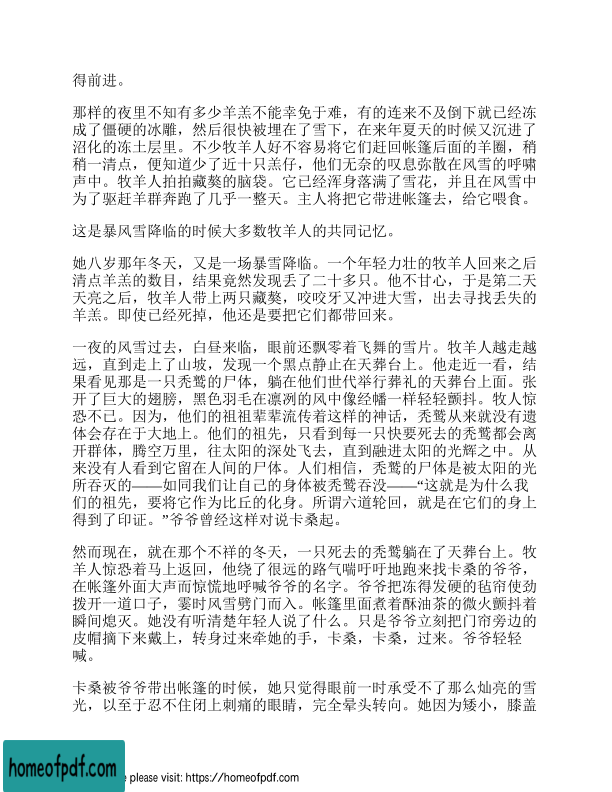 得前进。
那样的夜里不知有多少羊羔不能幸免于难，有的连来不及倒下就已经冻
成了僵硬的冰雕，然后很快被埋在了雪下，在来年夏天的时候又沉进了
沼化的冻土层里。不少牧羊人好不容易将它们赶回帐篷后面的羊圈，稍
稍一清点，便知道少了近十只羔仔，他们无奈的叹息弥散在风雪的呼啸
声中。牧羊人拍拍藏獒的脑袋。它已经浑身落满了雪花，并且在风雪中
为了驱赶羊群奔跑了几乎一整天。主人将把它带进帐篷去，给它喂食。
这是暴风雪降临的时候大多数牧羊人的共同记忆。
她八岁那年冬天，又是一场暴雪降临。一个年轻力壮的牧羊人回来之后
清点羊羔的数目，结果竟然发现丢了二十多只。他不甘心，于是第二天
天亮之后，牧羊人带上两只藏獒，咬咬牙又冲进大雪，出去寻找丢失的
羊羔。即使已经死掉，他还是要把它们都带回来。
一夜的风雪过去，白昼来临，眼前还飘零着飞舞的雪片。牧羊人越走越
远，直到走上了山坡，发现一个黑点静止在天葬台上。他走近一看，结
果看见那是一只秃鹫的尸体，躺在他们世代举行葬礼的天葬台上面。张
开了巨大的翅膀，黑色羽毛在凛冽的风中像经幡一样轻轻颤抖。牧人惊
恐不已。因为，他们的祖祖辈辈流传着这样的神话，秃鹫从来就没有遗
体会存在于大地上。他们的祖先，只看到每一只快要死去的秃鹫都会离
开群体，腾空万里，往太阳的深处飞去，直到融进太阳的光辉之中。从
来没有人看到它留在人间的尸体。人们相信，秃鹫的尸体是被太阳的光
所吞灭的——如同我们让自己的身体被秃鹫吞没——“这就是为什么我
们的祖先，要将它作为比丘的化身。所谓六道轮回，就是在它们的身上
得到了印证。”爷爷曾经这样对说卡桑起。
然而现在，就在那个不祥的冬天，一只死去的秃鹫躺在了天葬台上。牧
羊人惊恐着马上返回，他绕了很远的路气喘吁吁地跑来找卡桑的爷爷，
在帐篷外面大声而惊慌地呼喊爷爷的名字。爷爷把冻得发硬的毡帘使劲
拨开一道口子，霎时风雪劈门而入。帐篷里面煮着酥油茶的微火颤抖着
瞬间熄灭。她没有听清楚年轻人说了什么。只是爷爷立刻把门帘旁边的
皮帽摘下来戴上，转身过来牵她的手，卡桑，卡桑，过来。爷爷轻轻
喊。
卡桑被爷爷带出帐篷的时候，她只觉得眼前一时承受不了那么灿亮的雪
光，以至于忍不住闭上刺痛的眼睛，完全晕头转向。她因为矮小，膝盖
homeofpdf.com
please visit: https://homeofpdf.com